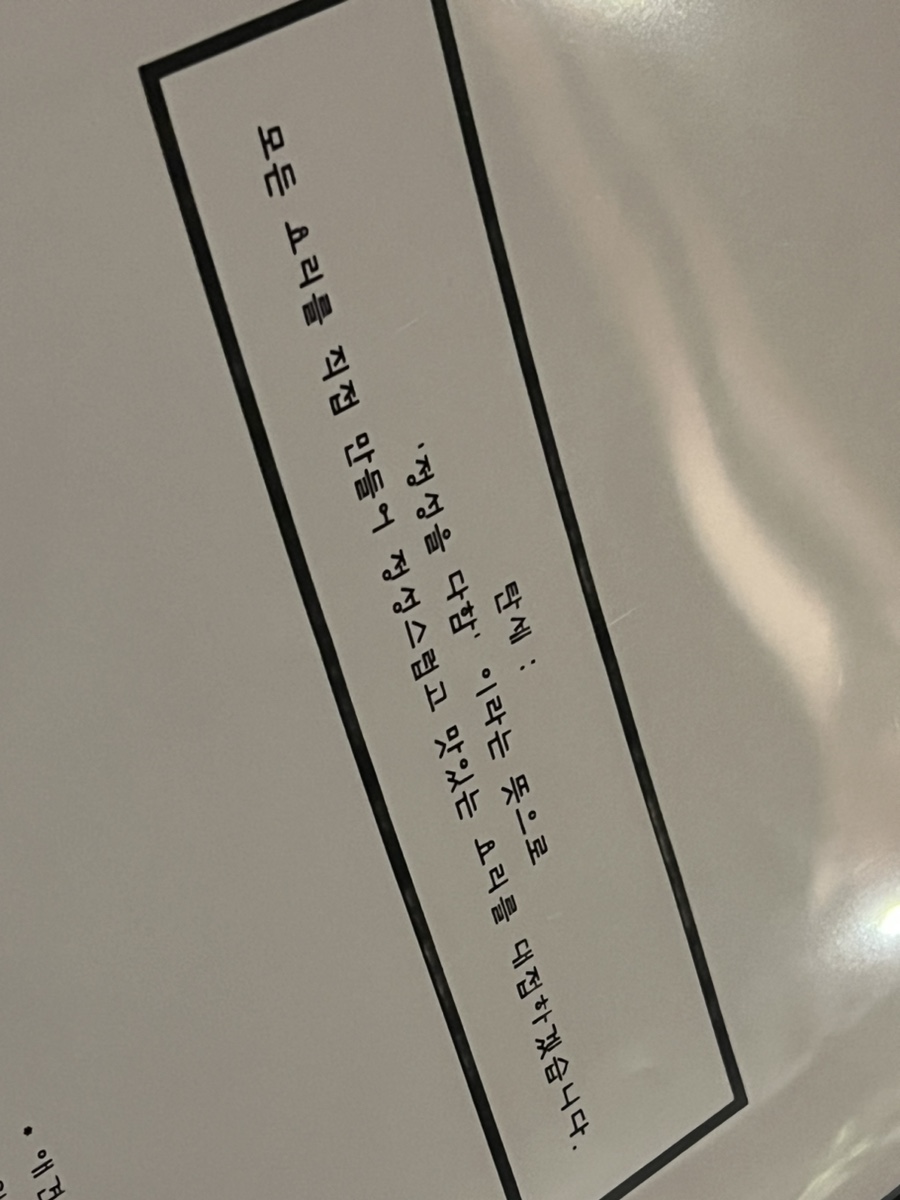 탄세 :
'정성을 다함' 이라는 뜻으로
모든 요리를 직접 만들어 정성스럽고 맛있는 요리를 대접하겠습니다.
• 애견